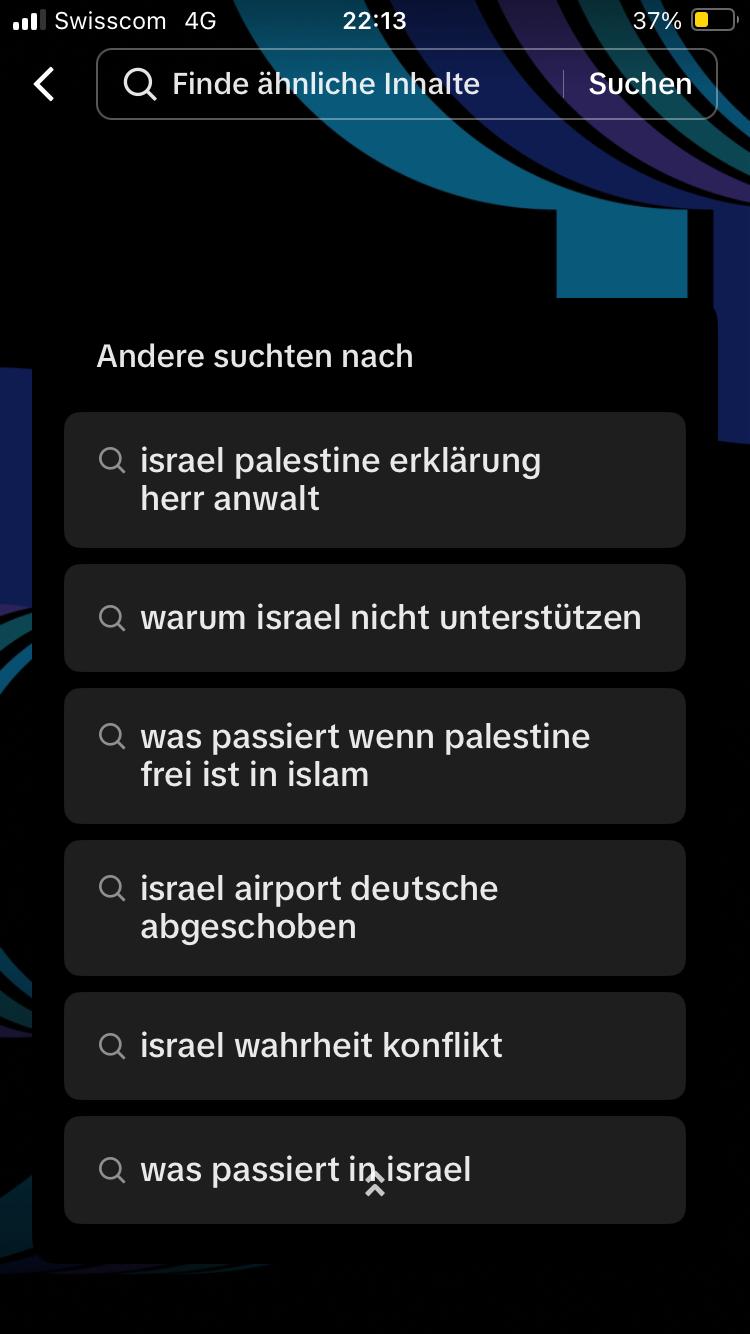 Swisscom 4G 22:13 37%
Finde ähnliche Inhalte Suchen
Andere suchten nach
israel palestine erklärung
herr anwalt
warum israel nicht unterstützen
was passiert wenn palestine
frei ist in islam
israel airport deutsche
abgeschoben
israel wahrheit konflikt
was passiert in israel